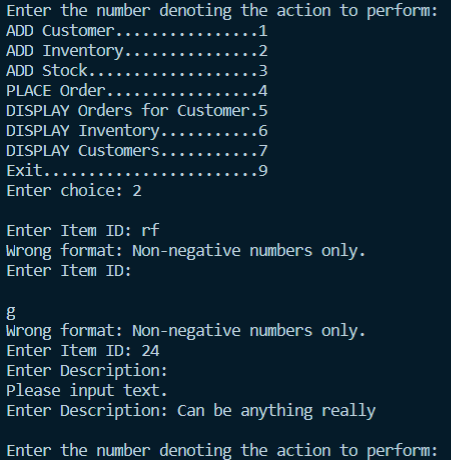 Enter the number denoting the action to perform:
ADD Customer................1
ADD Inventory...............2
ADD Stock...................3
PLACE Order.................4
DISPLAY Orders for Customer.5
DISPLAY Inventory...........6
DISPLAY Customers...........7
Exit........................9
Enter choice: 2
Enter Item ID: rf
Wrong format: Non-negative numbers only.
Enter Item ID:
g
Wrong format: Non-negative numbers only.
Enter Item ID: 24
Enter Description:
Please input text.
Enter Description: Can be anything really
Enter the number denoting the action to perform: